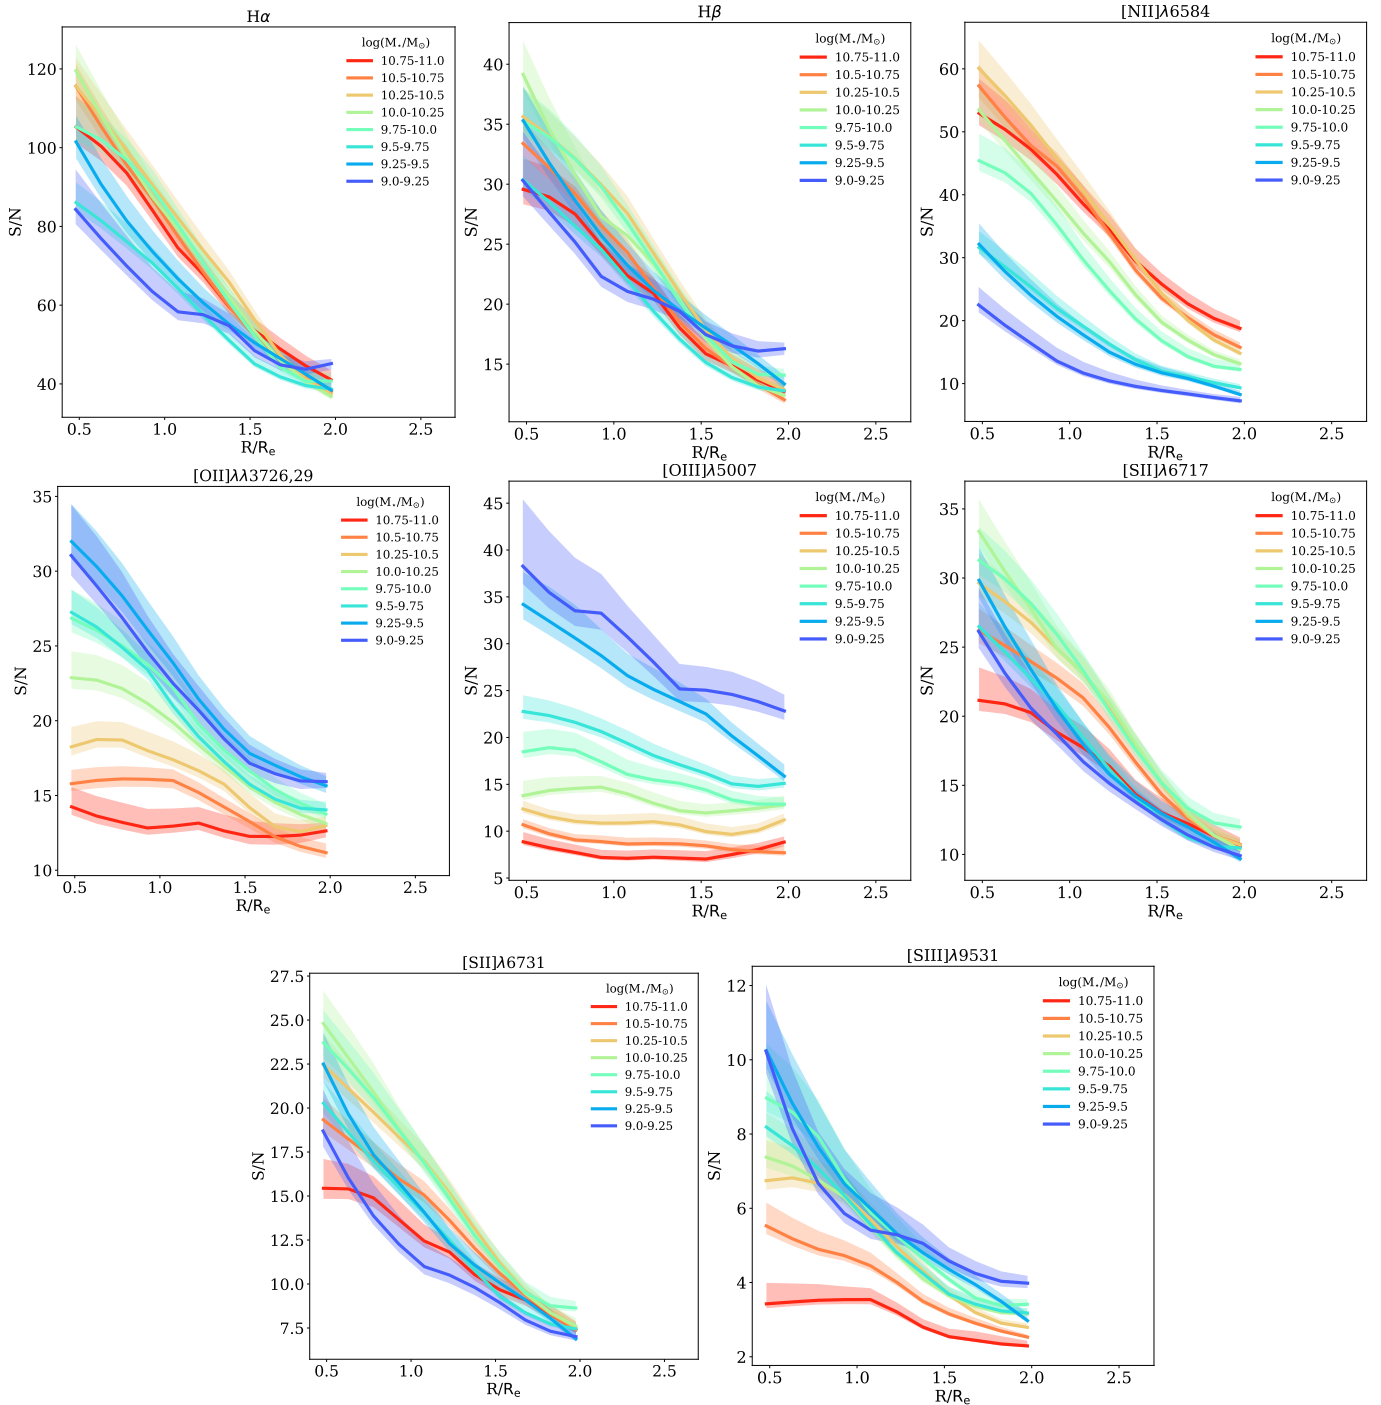 Hα
S/N
120
100
80
60
40
0.5 1.0 1.5 2.0 2.5
R/Re
log(M⋆/M⊙)
10.75-11.0
10.5-10.75
10.25-10.5
10.0-10.25
9.75-10.0
9.5-9.75
9.25-9.5
9.0-9.25
Hβ
S/N
40
35
30
25
20
15
0.5 1.0 1.5 2.0 2.5
R/Re
log(M⋆/M⊙)
10.75-11.0
10.5-10.75
10.25-10.5
10.0-10.25
9.75-10.0
9.5-9.75
9.25-9.5
9.0-9.25
[NII]λ6584
S/N
60
50
40
30
20
10
0.5 1.0 1.5 2.0 2.5
R/Re
log(M⋆/M⊙)
10.75-11.0
10.5-10.75
10.25-10.5
10.0-10.25
9.75-10.0
9.5-9.75
9.25-9.5
9.0-9.25
[OII]λλ3726,29
S/N
35
30
25
20
15
10
0.5 1.0 1.5 2.0 2.5
R/Re
log(M⋆/M⊙)
10.75-11.0
10.5-10.75
10.25-10.5
10.0-10.25
9.75-10.0
9.5-9.75
9.25-9.5
9.0-9.25
[OIII]λ5007
S/N
45
40
35
30
25
20
15
10
5
0.5 1.0 1.5 2.0 2.5
R/Re
log(M⋆/M⊙)
10.75-11.0
10.5-10.75
10.25-10.5
10.0-10.25
9.75-10.0
9.5-9.75
9.25-9.5
9.0-9.25
[SII]λ6717
S/N
35
30
25
20
15
10
0.5 1.0 1.5 2.0 2.5
R/Re
log(M⋆/M⊙)
10.75-11.0
10.5-10.75
10.25-10.5
10.0-10.25
9.75-10.0
9.5-9.75
9.25-9.5
9.0-9.25
[SII]λ6731
S/N
27.5
25.0
22.5
20.0
17.5
15.0
12.5
10.0
7.5
0.5 1.0 1.5 2.0 2.5
R/Re
log(M⋆/M⊙)
10.75-11.0
10.5-10.75
10.25-10.5
10.0-10.25
9.75-10.0
9.5-9.75
9.25-9.5
9.0-9.25
[SIII]λ9531
S/N
12
10
8
6
4
2
0.5 1.0 1.5 2.0 2.5
R/Re
log(M⋆/M⊙)
10.75-11.0
10.5-10.75
10.25-10.5
10.0-10.25
9.75-10.0
9.5-9.75
9.25-9.5
9.0-9.25